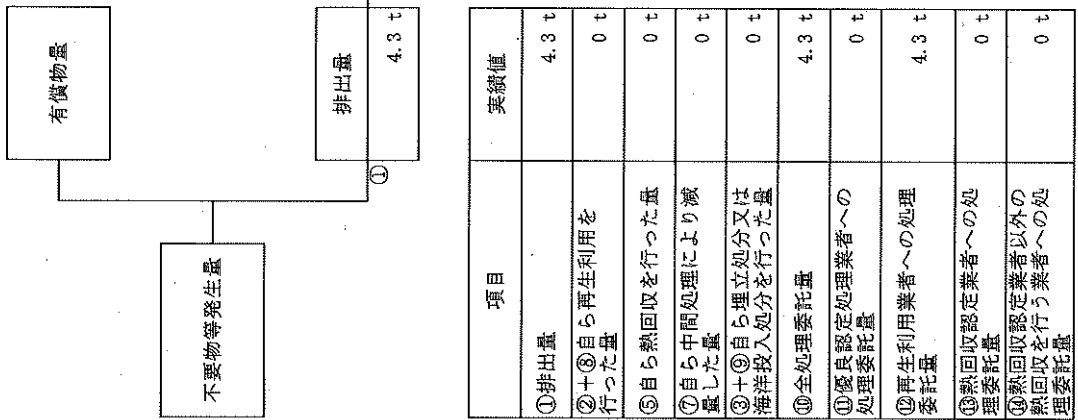 不要物等発生量
有償物量
排出量
①
4.3 t
項目
実績値
①排出量
4.3 t
②+⑧自ら再生利用を
行った量
0 t
⑤自ら熱回収を行った量
0 t
⑦自ら中間処理により減
量した量
0 t
③+⑨自ら埋立処分又は
海洋投入処分を行った量
0 t
⑩全処理委託量
4.3 t
⑪優良認定処理業者への
処理委託量
0 t
⑫再生利用業者への処理
委託量
4.3 t
⑬熱回収認定業者への処
理委託量
0 t
⑭熱回収認定業者以外の
熱回収を行う業者への処
理委託量
0 t